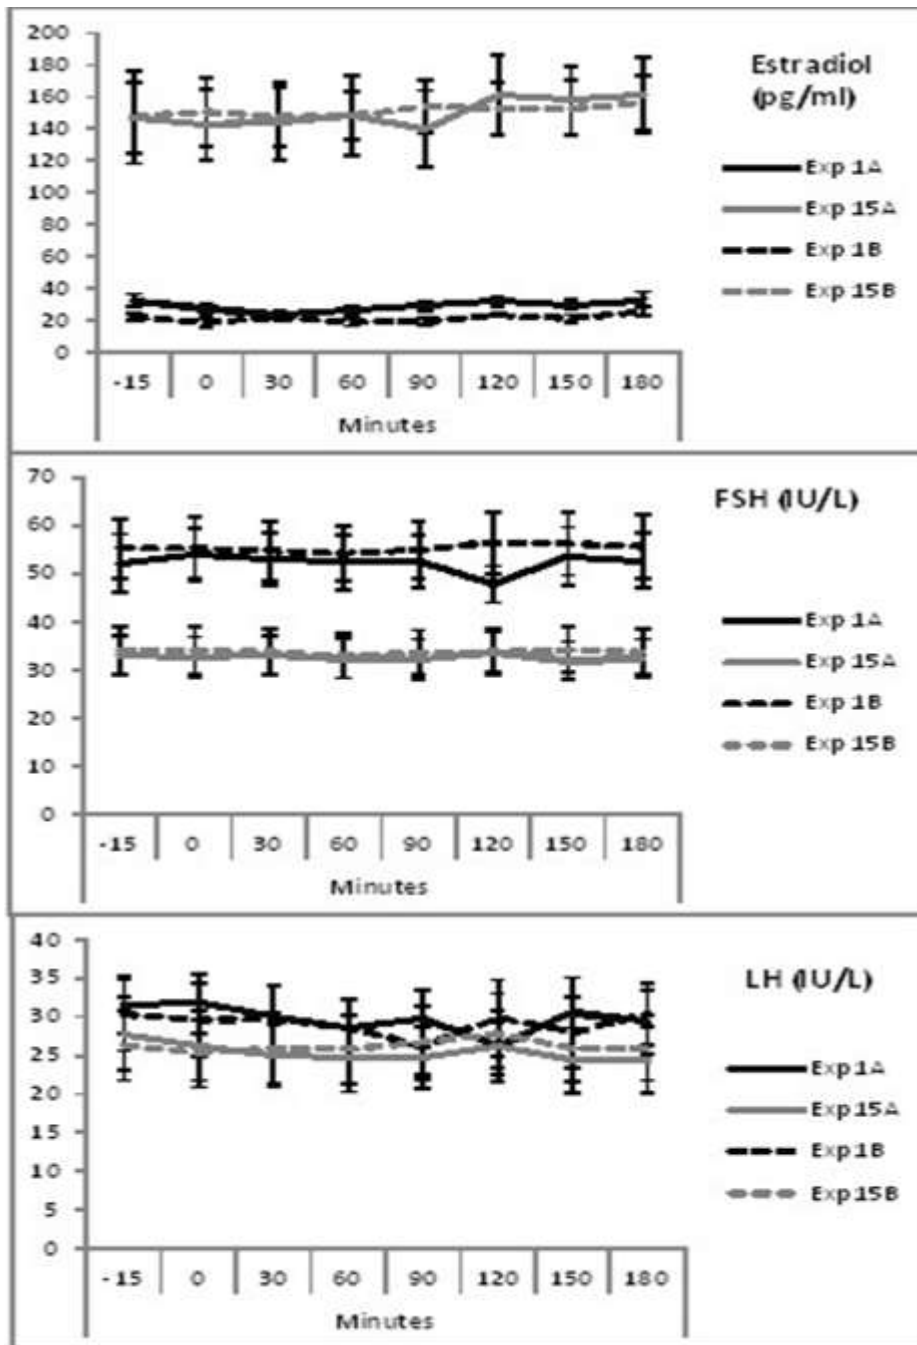 200
180
160
140
120
100
80
60
40
20
0
-15 0 30 60 90 120 150 180
Minutes
Estradiol
(pg/ml)
Exp 1A
Exp 15A
Exp 1B
Exp 15B
70
60
50
40
30
20
10
0
-15 0 30 60 90 120 150 180
Minutes
FSH (IU/L)
Exp 1A
Exp 15A
Exp 1B
Exp 15B
40
35
30
25
20
15
10
5
0
-15 0 30 60 90 120 150 180
Minutes
LH (IU/L)
Exp 1A
Exp 15A
Exp 1B
Exp 15B